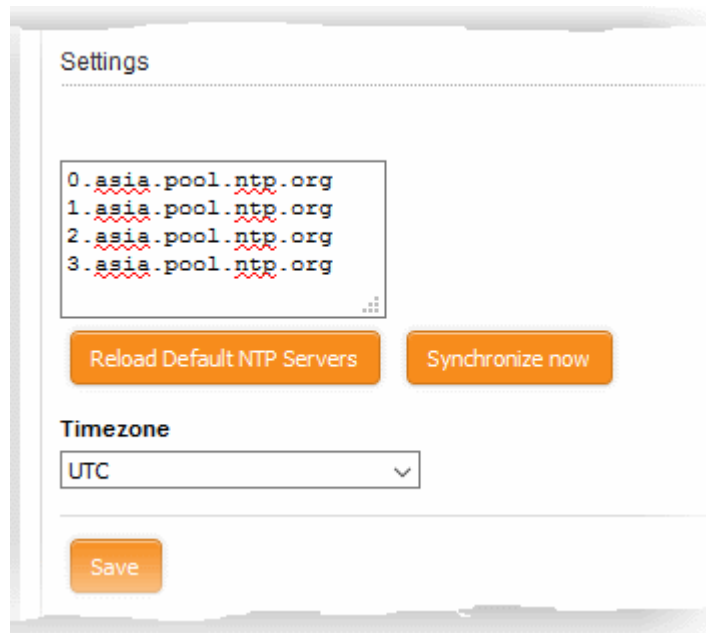 Settings
0.asia.pool.ntp.org
1.asia.pool.ntp.org
2.asia.pool.ntp.org
3.asia.pool.ntp.org
Reload Default NTP Servers Synchronize now
Timezone
UTC
Save